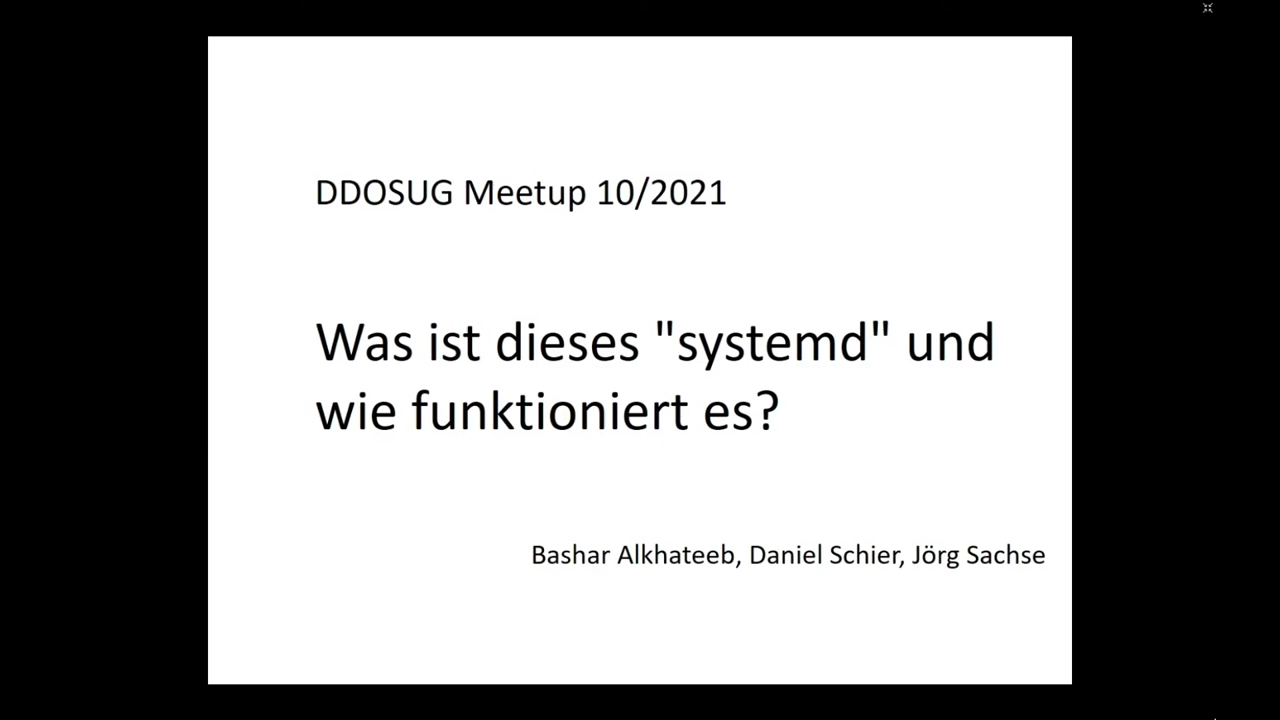 DDOSUG Meetup 10/2021
Was ist dieses "systemd" und
wie funktioniert es?
Bashar Alkhateeb, Daniel Schier, Jörg Sachse